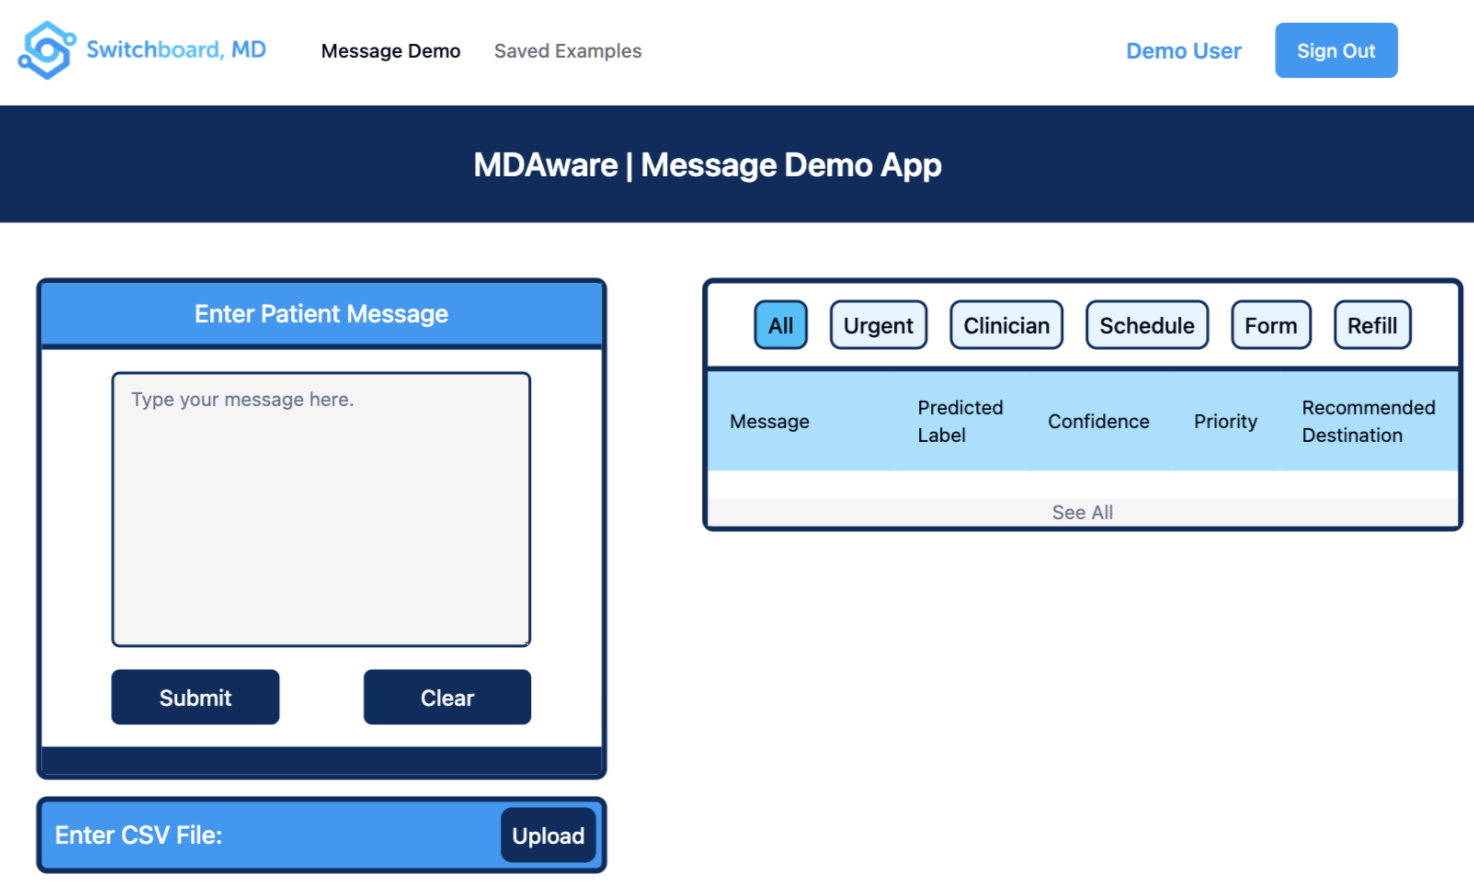 Switchboard, MD
Message Demo
Saved Examples
Demo User
Sign Out
MDAware | Message Demo App
Enter Patient Message
Type your message here.
Submit
Clear
Enter CSV File:
Upload
All
Urgent
Clinician
Schedule
Form
Refill
Message
Predicted
Label
Confidence
Priority
Recommended
Destination
See All